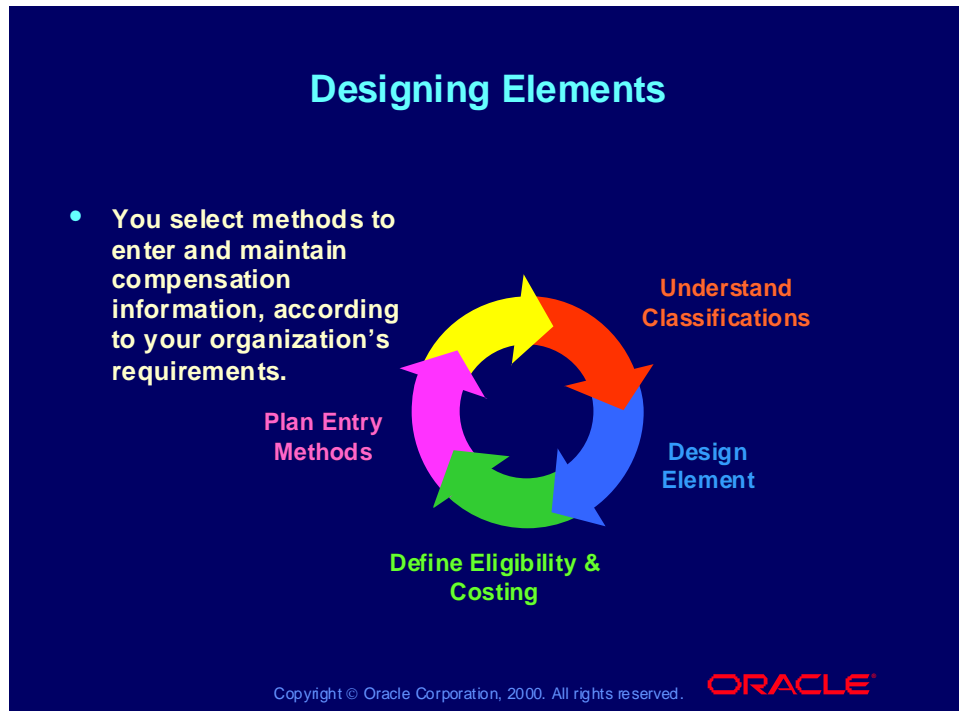 Designing Elements
• You select methods to
enter and maintain
compensation
information, according
to your organization's
requirements.
Understand
Classifications
Plan Entry
Methods
Design
Element
Define Eligibility &
Costing
Copyright © Oracle Corporation, 2000. All rights reserved.
ORACLE®